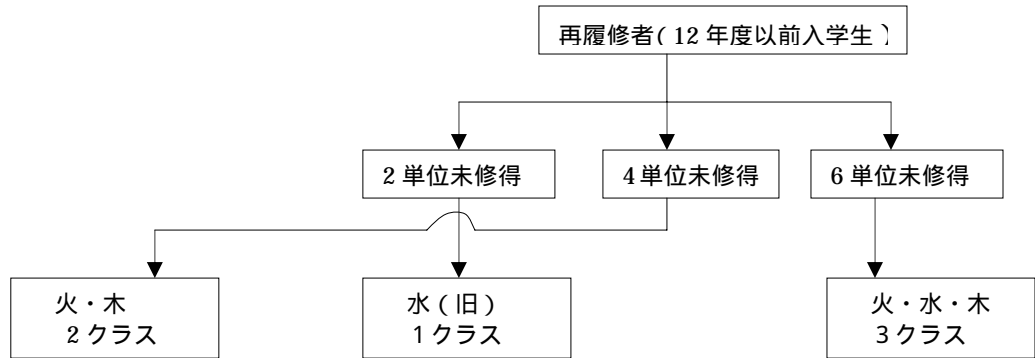 再履修者(12年度以前入学生)
2単位未修得
4単位未修得
6単位未修得
火・木
2クラス
水(旧)
1クラス
火・水・木
3クラス